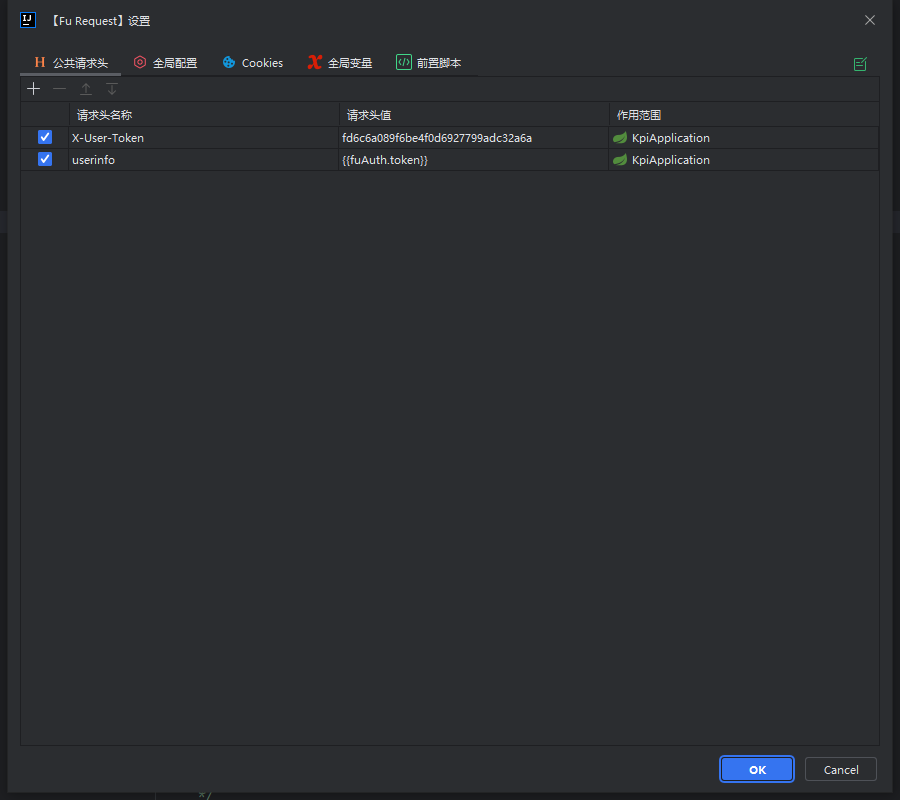 【Fu Request】设置
公共请求头 全局配置 Cookies 全局变量 前置脚本
请求头名称 请求头值 作用范围
X-User-Token fd6c6a089f6be4f0d6927799adc32a6a KpiApplication
userinfo {{fuAuth.token}} KpiApplication
OK Cancel
*/